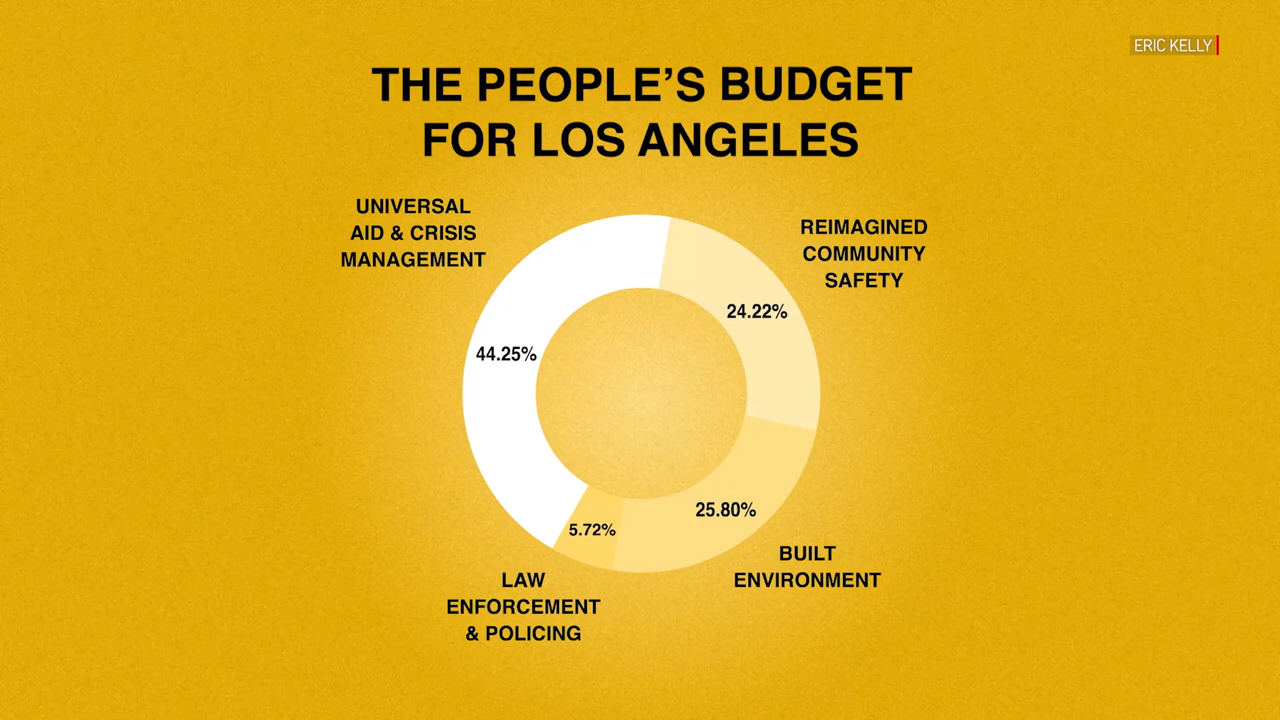 ERIC KELLY
THE PEOPLE'S BUDGET
FOR LOS ANGELES
UNIVERSAL
AID & CRISIS
MANAGEMENT
REIMAGINED
COMMUNITY
SAFETY
24.22%
44.25%
25.80%
5.72%
BUILT
ENVIRONMENT
LAW
ENFORCEMENT
& POLICING